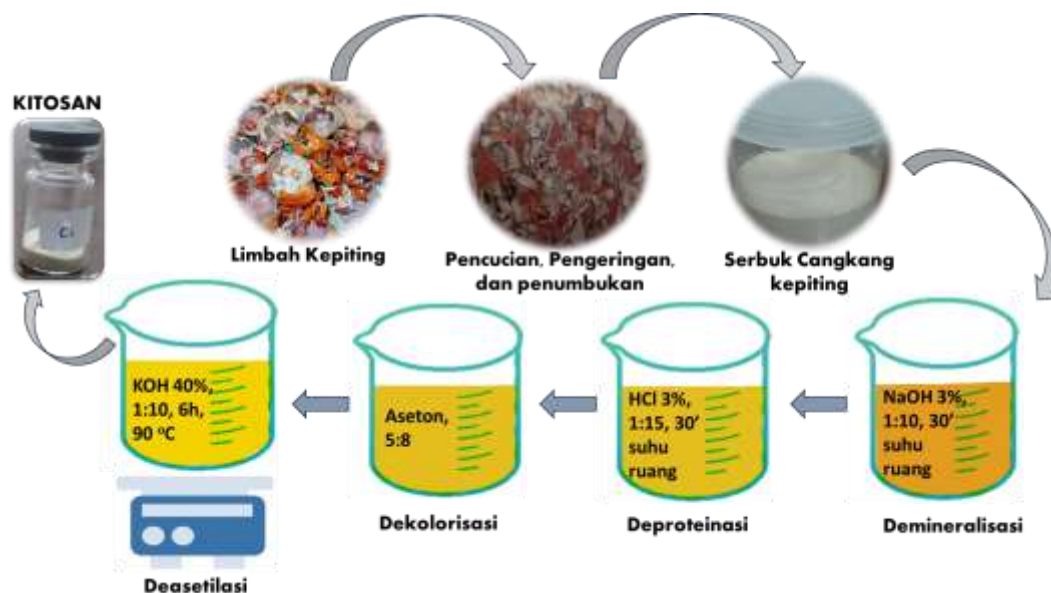 KITOSAN
Limbah Kepiting
Pencucian, Pengeringan,
dan penumbukan
Serbuk Cangkang
kepiting
NaOH 3%,
1:10, 30’
suhu
ruang
Demineralisasi
HCl 3%,
1:15, 30’
suhu
ruang
Deproteinasi
Aseton,
5:8
Dekolorisasi
KOH 40%,
1:10, 6h,
90 °C
Deasetilasi